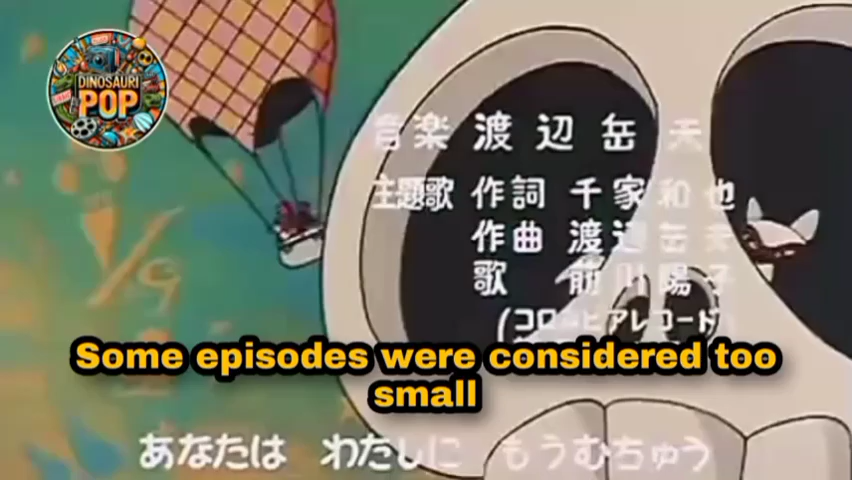 DINOSAURI
POP
音楽 渡辺岳夫
主題歌 作詞 千家和也
作曲 渡辺岳夫
歌 前川陽子
(コロムビアレコード)
Some episodes were considered too
small
あなたは わたしに もうむちゅう